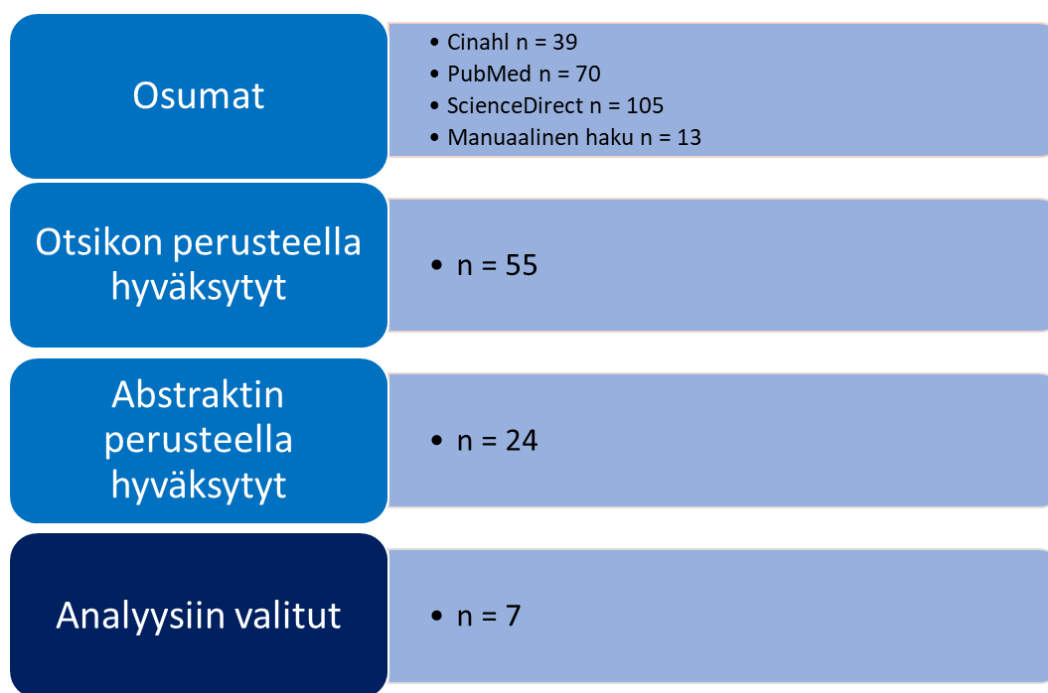 Osumat
• Cinahl n = 39
• PubMed n = 70
• ScienceDirect n = 105
• Manuaalinen haku n = 13
Otsikon perusteella
hyväksytyt
• n = 55
Abstraktin
perusteella
hyväksytyt
• n = 24
Analyysiin valitut
• n = 7